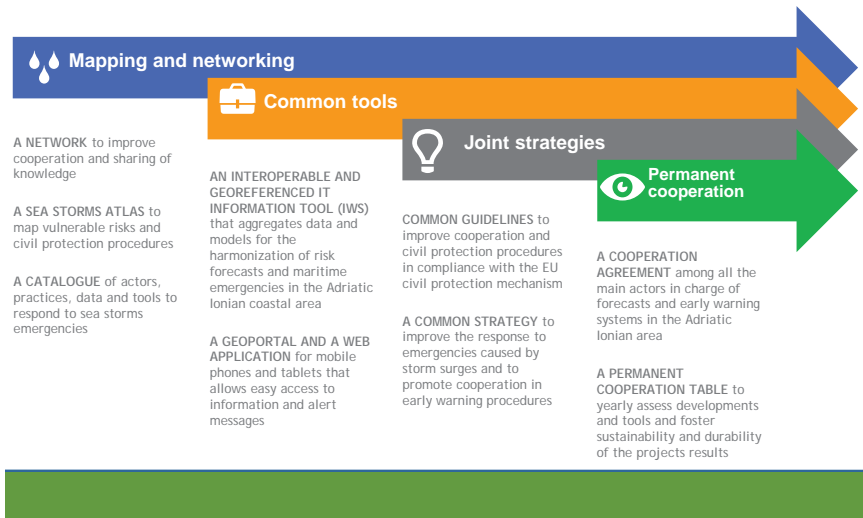 Mapping and networking
Common tools
Joint strategies
Permanent
cooperation
A NETWORK to improve
cooperation and sharing of
knowledge
A SEA STORMS ATLAS to
map vulnerable risks and
civil protection procedures
A CATALOGUE of actors,
practices, data and tools to
respond to sea storms
emergencies
AN INTEROPERABLE AND
GEOREFERENCED IT
INFORMATION TOOL (IWS)
that aggregates data and
models for the
harmonization of risk
forecasts and maritime
emergencies in the Adriatic
Ionian coastal area
A GEOPORTAL AND A WEB
APPLICATION for mobile
phones and tablets that
allows easy access to
information and alert
messages
COMMON GUIDELINES to
improve cooperation and
civil protection procedures
in compliance with the EU
civil protection mechanism
A COMMON STRATEGY to
improve the response to
emergencies caused by
storm surges and to
promote cooperation in
early warning procedures
A COOPERATION
AGREEMENT among all the
main actors in charge of
forecasts and early warning
systems in the Adriatic
Ionian area
A PERMANENT
COOPERATION TABLE to
yearly assess developments
and tools and foster
sustainability and durability
of the projects results